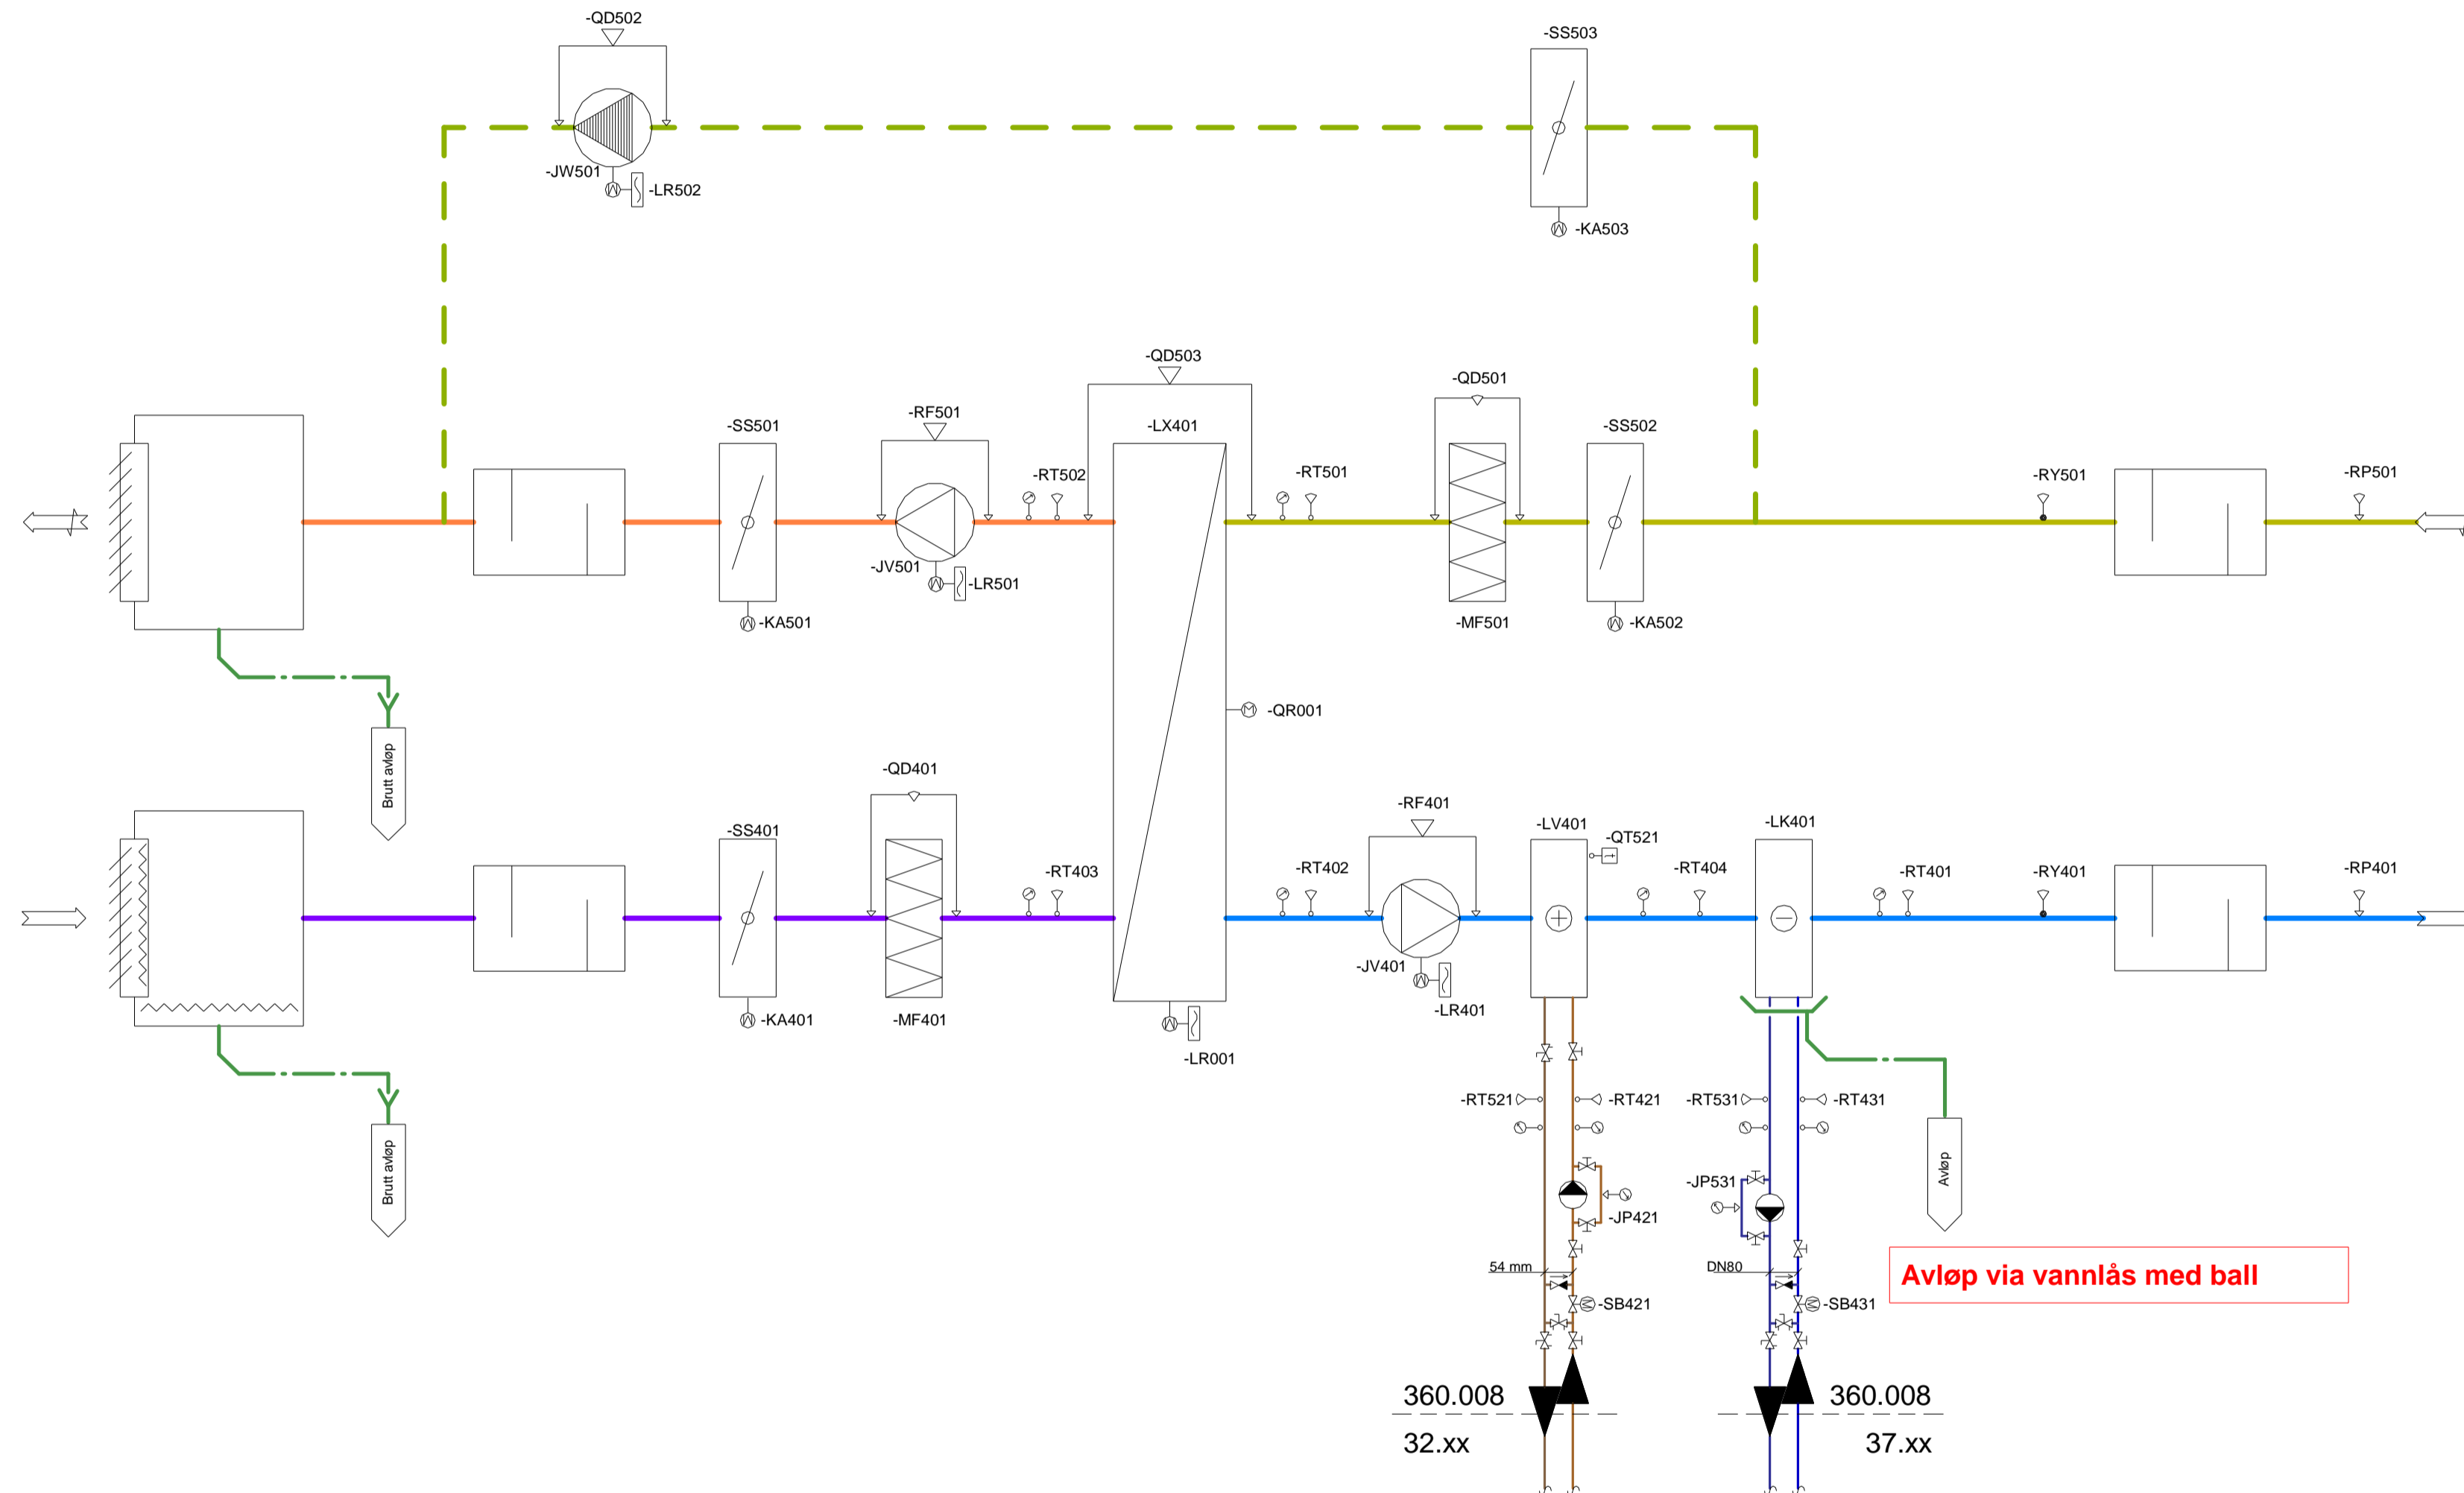 -QD502
-SS503
-JW501
-LR502
-KA503
-QD503
-QD501
-RF501
-SS501
-LX401
-SS502
-RT502
-RT501
-RY501
-RP501
-JV501
-LR501
-KA501
-MF501
-KA502
-QR001
Brutt avløp
-QD401
-RF401
-SS401
-LV401
-QT521
-LK401
-RT403
-RT402
-RT404
-RT401
-RY401
-RP401
-JV401
-LR401
-KA401
-MF401
-LR001
-RT521
-RT421
-RT531
-RT431
Brutt avløp
Avløp
-JP531
-JP421
54 mm
DN80
Avløp via vannlås med ball
-SB421
-SB431
360.008
360.008
32.xx
37.xx